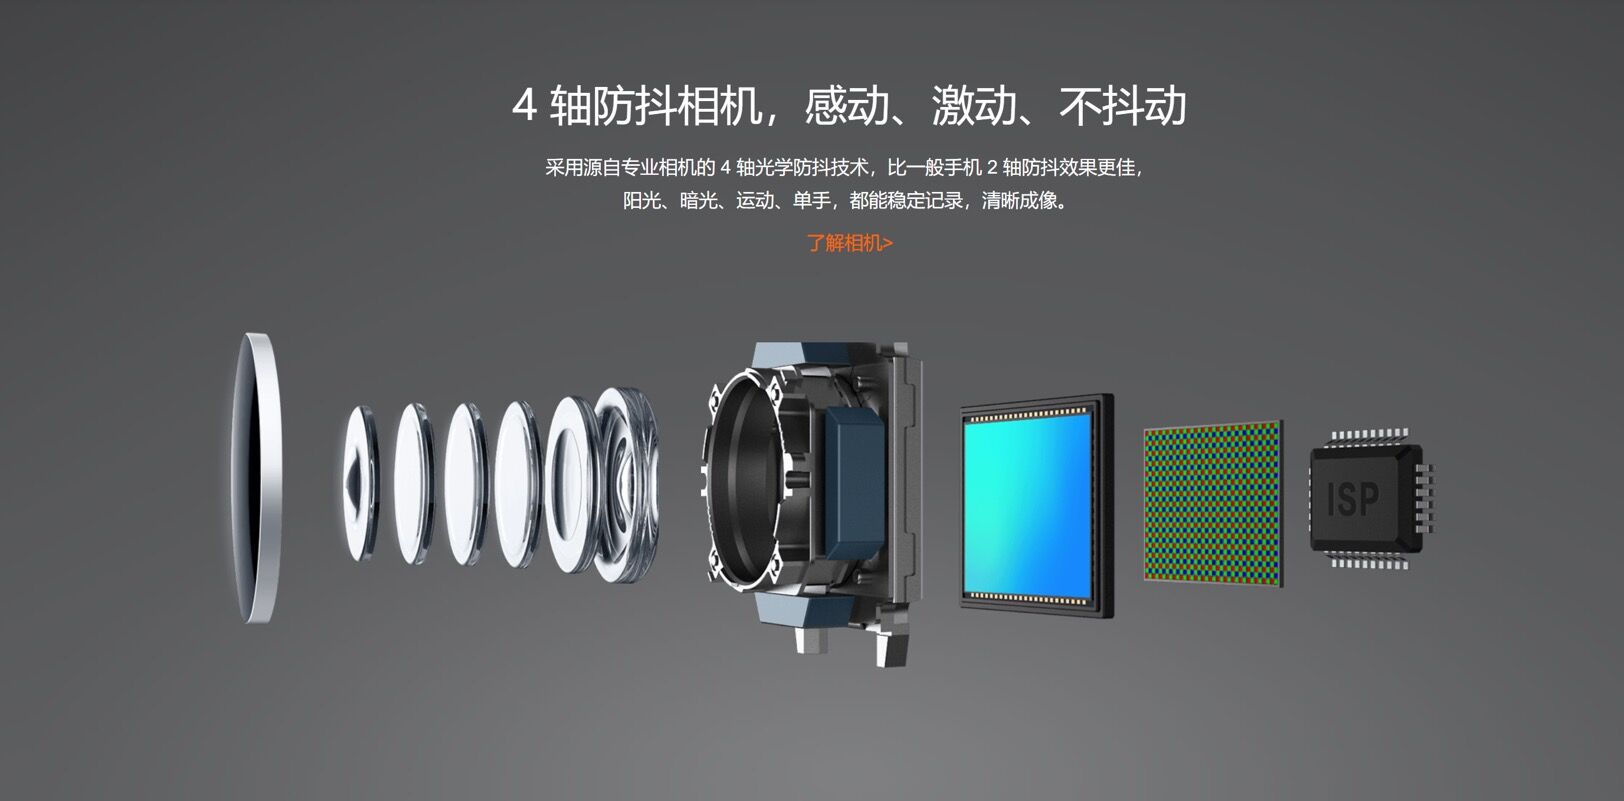 4 轴防抖相机，感动、激动、不抖动
采用源自专业相机的 4 轴光学防抖技术，比一般手机 2 轴防抖效果更佳，
阳光、暗光、运动、单手，都能稳定记录，清晰成像。
了解相机>
ISP